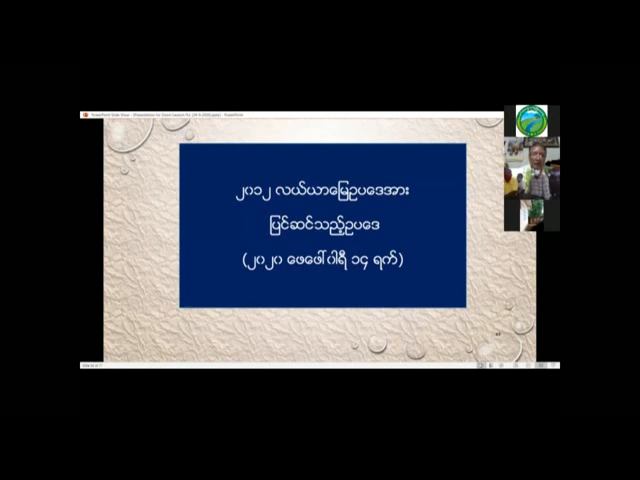 ၂၀၁၂ လယ်ယာမြေဥပဒေအား
ပြင်ဆင်သည့်ဥပဒေ
(၂၀၂၀ ဖေဖေါ်ဝါရီ ၁၄ ရက်)